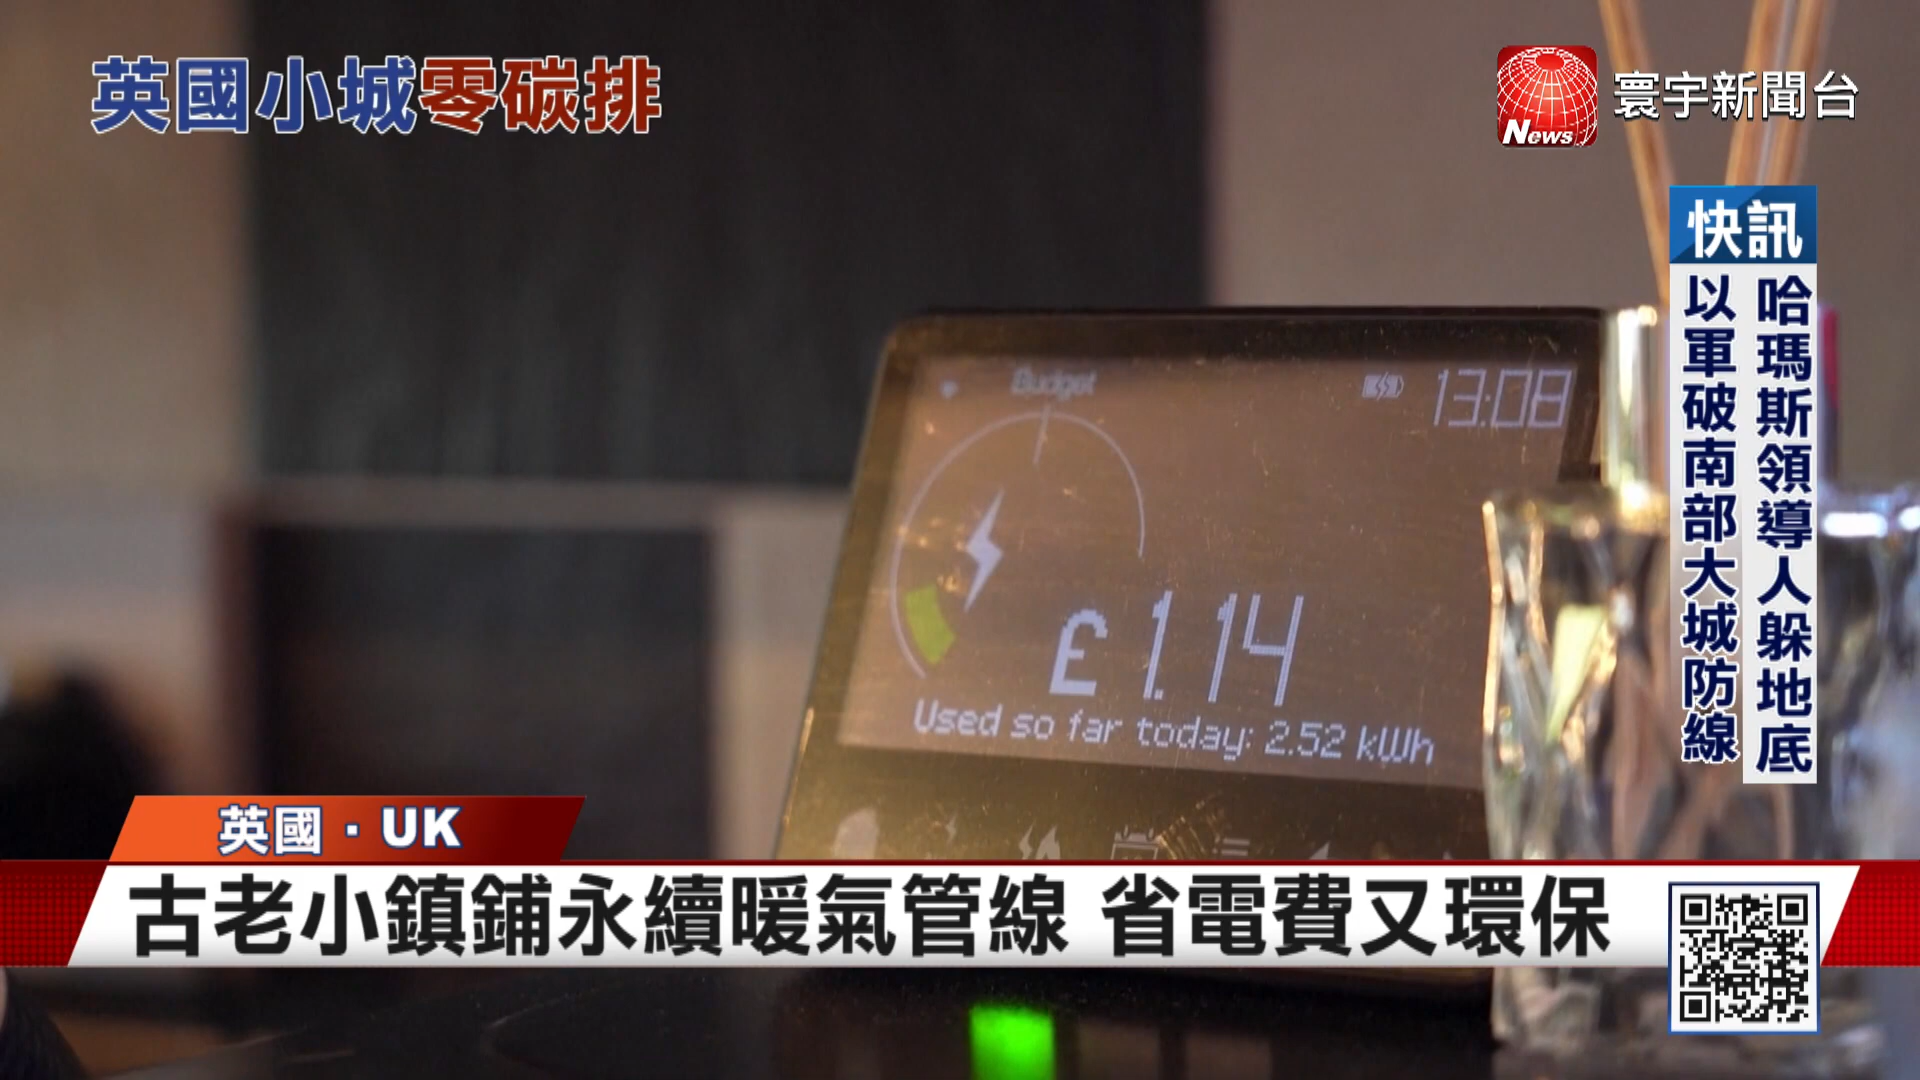 英國小城零碳排
News
寰宇新聞台
快訊
哈瑪斯領導人躲地底
以軍破南部大城防線
Budget
13:08
£1.14
Used so far today: 2.52 kWh
英國·UK
古老小鎮鋪永續暖氣管線 省電費又環保